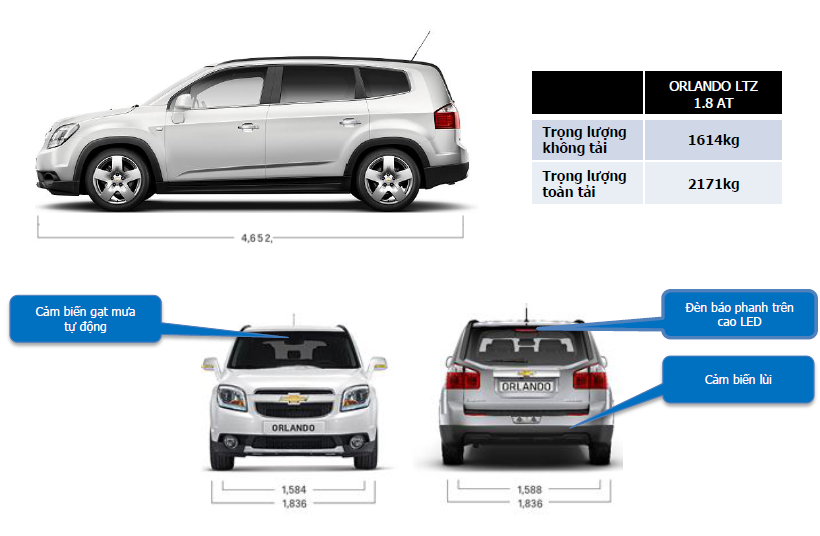 ORLANDO LTZ
1.8 AT
Trọng lượng
không tải
1614kg
Trọng lượng
toàn tải
2171kg
4,652,
Cảm biến gạt mưa
tự động
Đèn báo phanh trên
cao LED
Cảm biến lùi
ORLANDO
ORLANDO
1,584
1,836
1,588
1,836